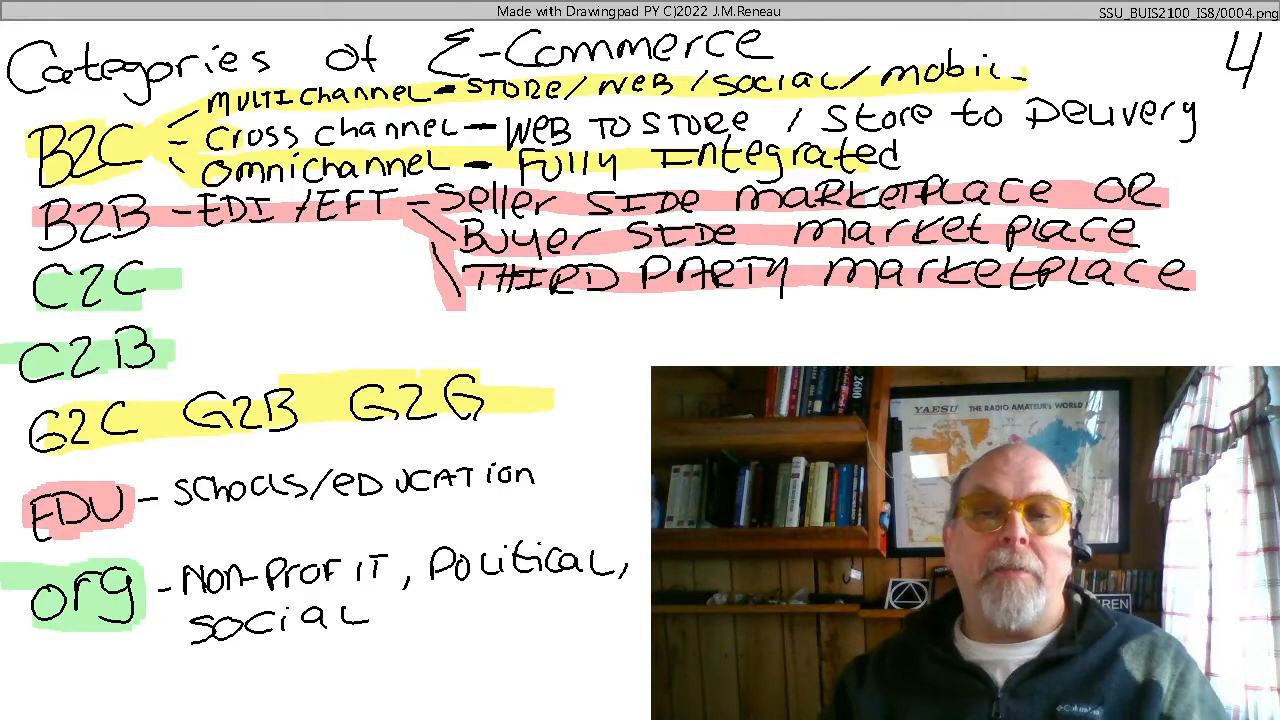 Made with Drawingpad PY C)2022 J.M.Reneau
SSU_BUIS2100_IS8/0004.png
Categories of E-Commerce
4
MULTIchannel - STORE/WEB/social/mobil
B2C - Cross channel - WEB TO STORE / Store to Delivery
Omnichannel - Fully Integrated
B2B - EDI /EFT - Seller SIDE MARKETPLACE OR
Buyer SIDE marketplace
THIRD PARTY marketplace
C2C
C2B
G2C G2B G2G
EDU - SCHOOLS/EDUCATION
org - NON-PROFIT, POLITICAL,
SOCIAL
2600
YAESU THE RADIO AMATEUR'S WORLD
Columbia